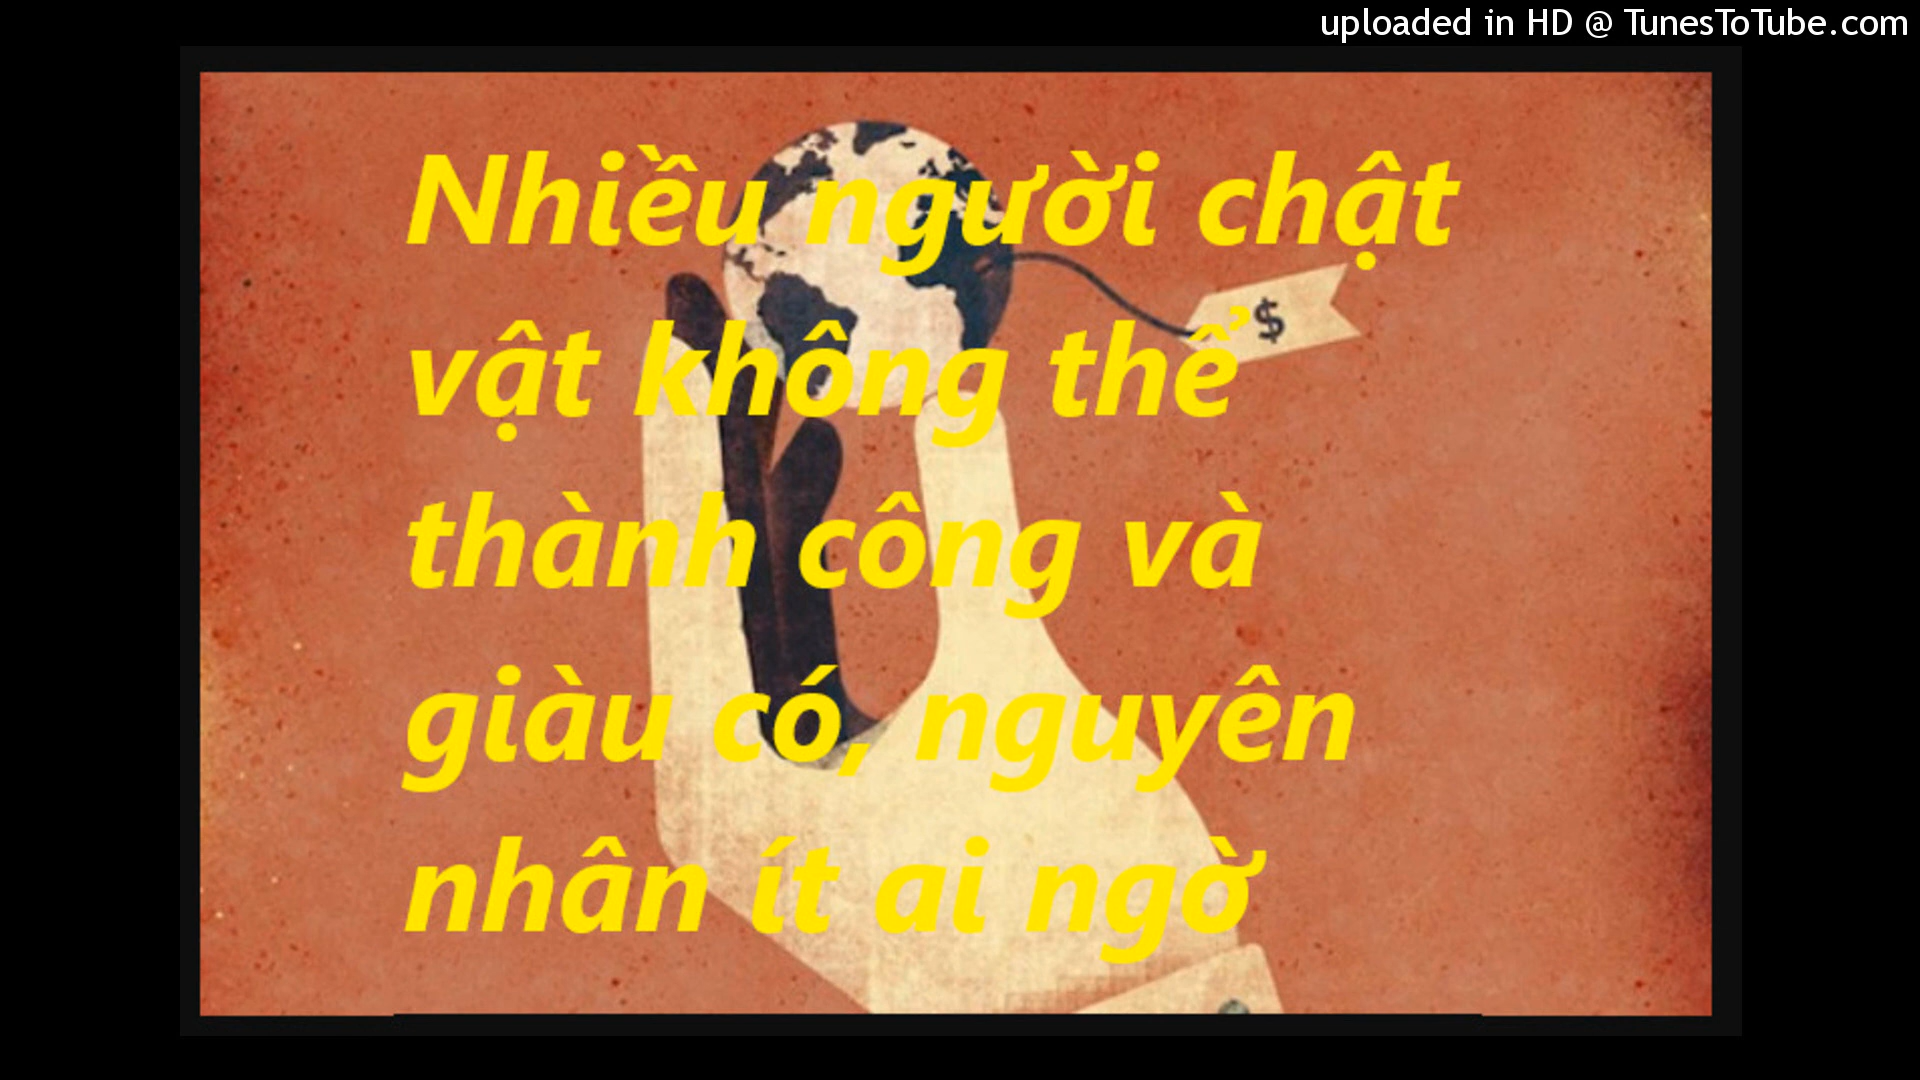 uploaded in HD @ TunesToTube.com
Nhiều người chật
$
vật không thể
thành công và
giàu có, nguyên
nhân ít ai ngờ